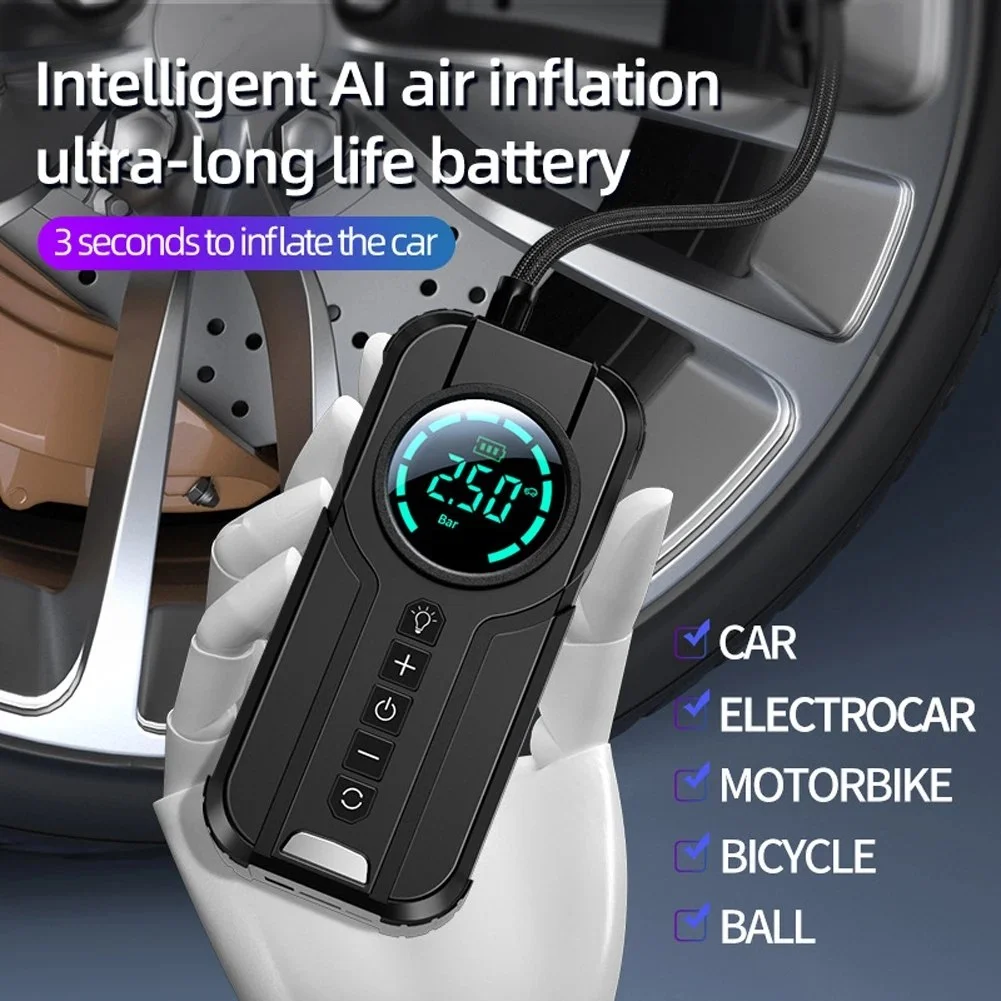 Intelligent AI air inflation
ultra-long life battery
3 seconds to inflate the car
2.50
Bar
CAR
ELECTROCAR
MOTORBIKE
BICYCLE
BALL